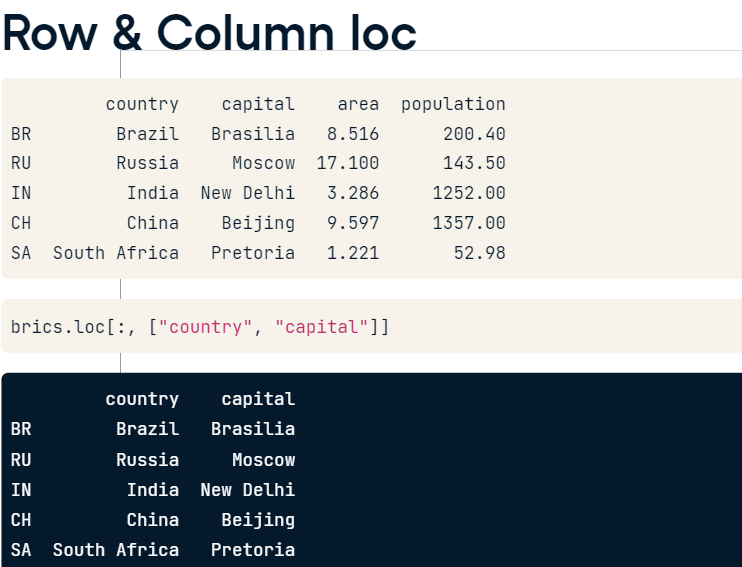 Row & Column loc
country capital area population
BR Brazil Brasilia 8.516 200.40
RU Russia Moscow 17.100 143.50
IN India New Delhi 3.286 1252.00
CH China Beijing 9.597 1357.00
SA South Africa Pretoria 1.221 52.98
brics.loc[:, ["country", "capital"]]
country capital
BR Brazil Brasilia
RU Russia Moscow
IN India New Delhi
CH China Beijing
SA South Africa Pretoria